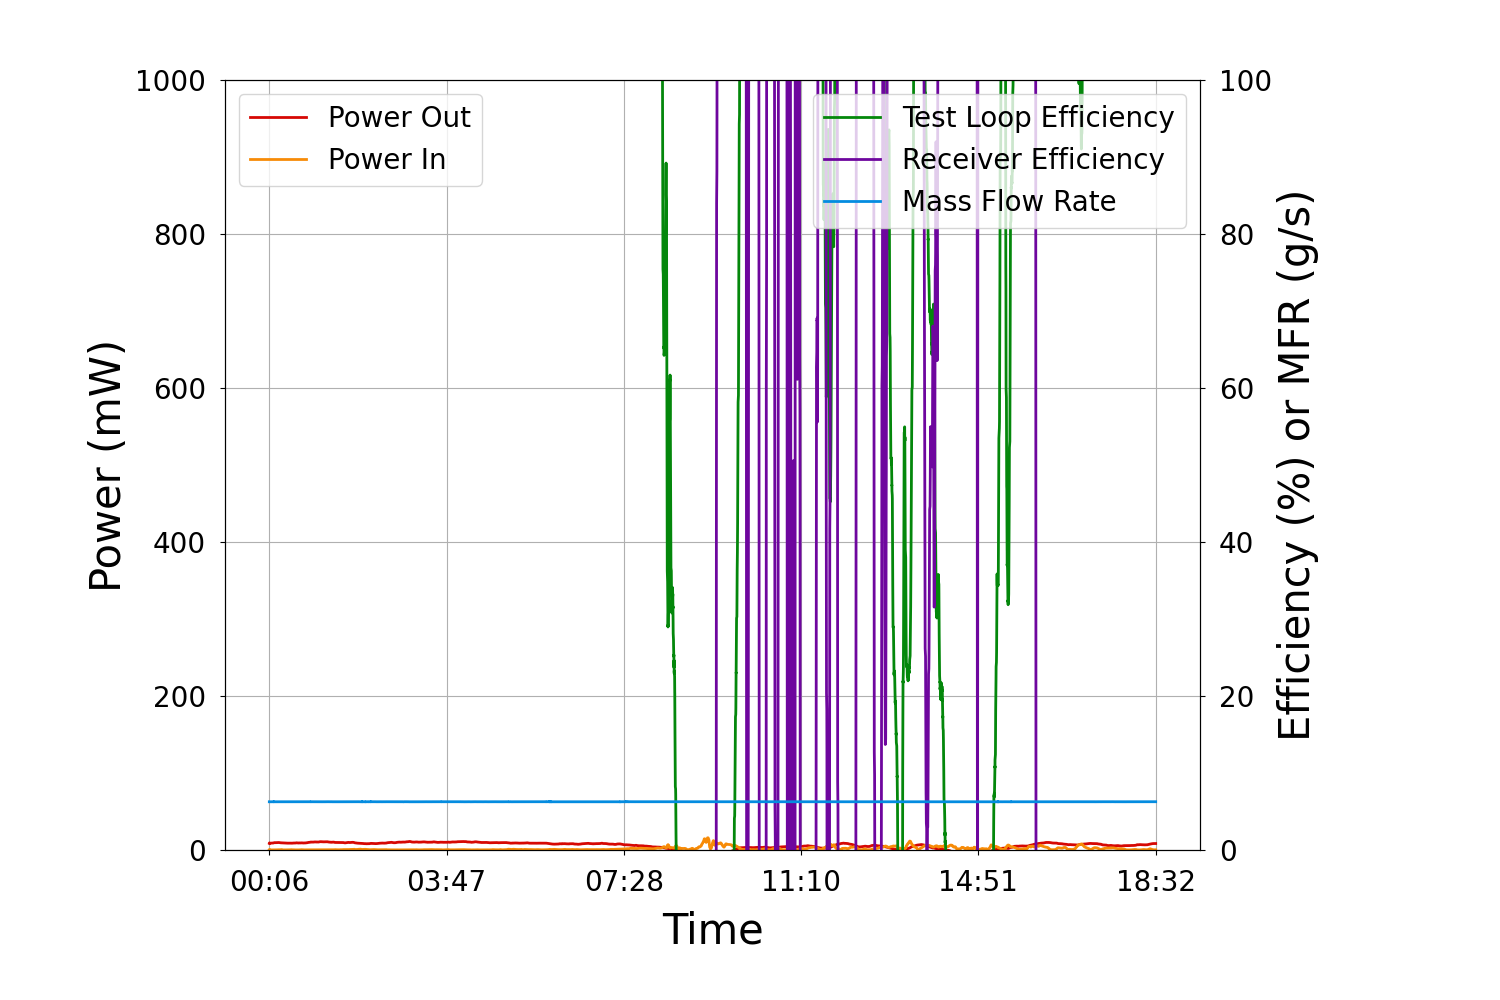 1000
100
Power Out
Power In
Test Loop Efficiency
Receiver Efficiency
Mass Flow Rate
800
80
600
60
400
40
200
20
0
0
Power (mW)
Efficiency (%) or MFR (g/s)
00:06
03:47
07:28
11:10
14:51
18:32
Time